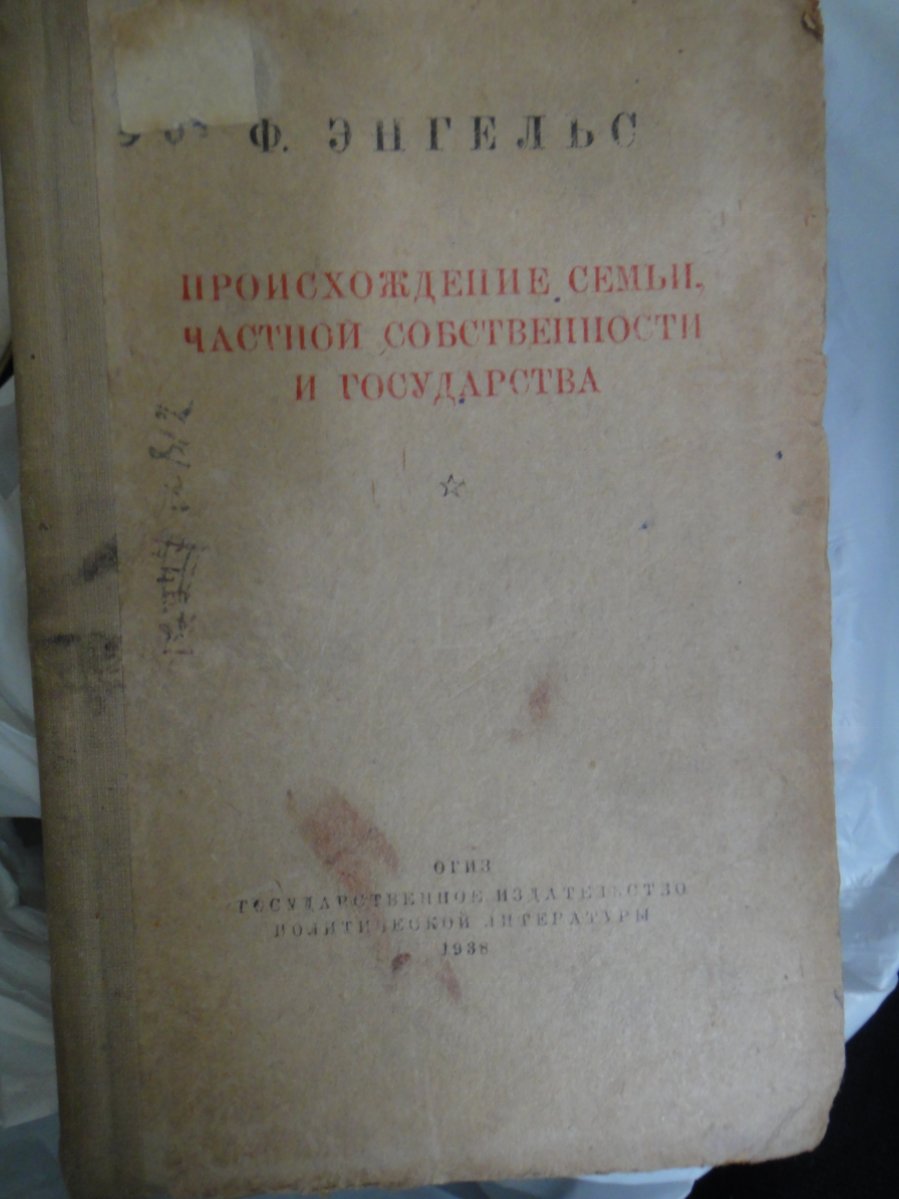 Ф. ЭНГЕЛЬС
ПРОИСХОЖДЕНИЕ СЕМЬИ,
ЧАСТНОЙ СОБСТВЕННОСТИ
И ГОСУДАРСТВА
ОГИЗ
ГОСУДАРСТВЕННОЕ ИЗДАТЕЛЬСТВО
ПОЛИТИЧЕСКОЙ ЛИТЕРАТУРЫ
1938